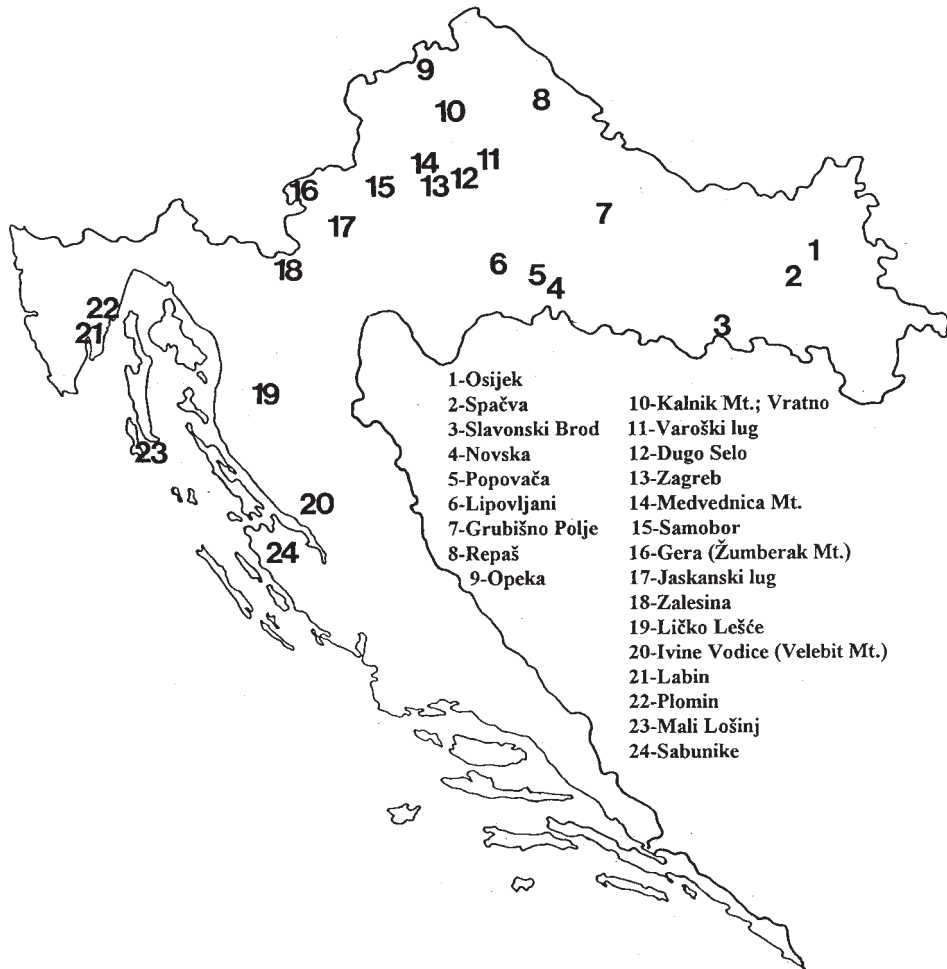 9
8
10
14
11
12
13
15
16
17
7
18
6
5
4
1
2
3
22
21
19
23
20
24
1-Osijek
2-Spačva
3-Slavonski Brod
4-Novska
5-Popovača
6-Lipovljani
7-Grubišno Polje
8-Repaš
9-Opeka
10-Kalnik Mt.; Vratno
11-Varoški lug
12-Dugo Selo
13-Zagreb
14-Medvednica Mt.
15-Samobor
16-Gera (Žumberak Mt.)
17-Jaskanski lug
18-Zalesina
19-Ličko Lešće
20-Ivine Vodice (Velebit Mt.)
21-Labin
22-Plomin
23-Mali Lošinj
24-Sabunike